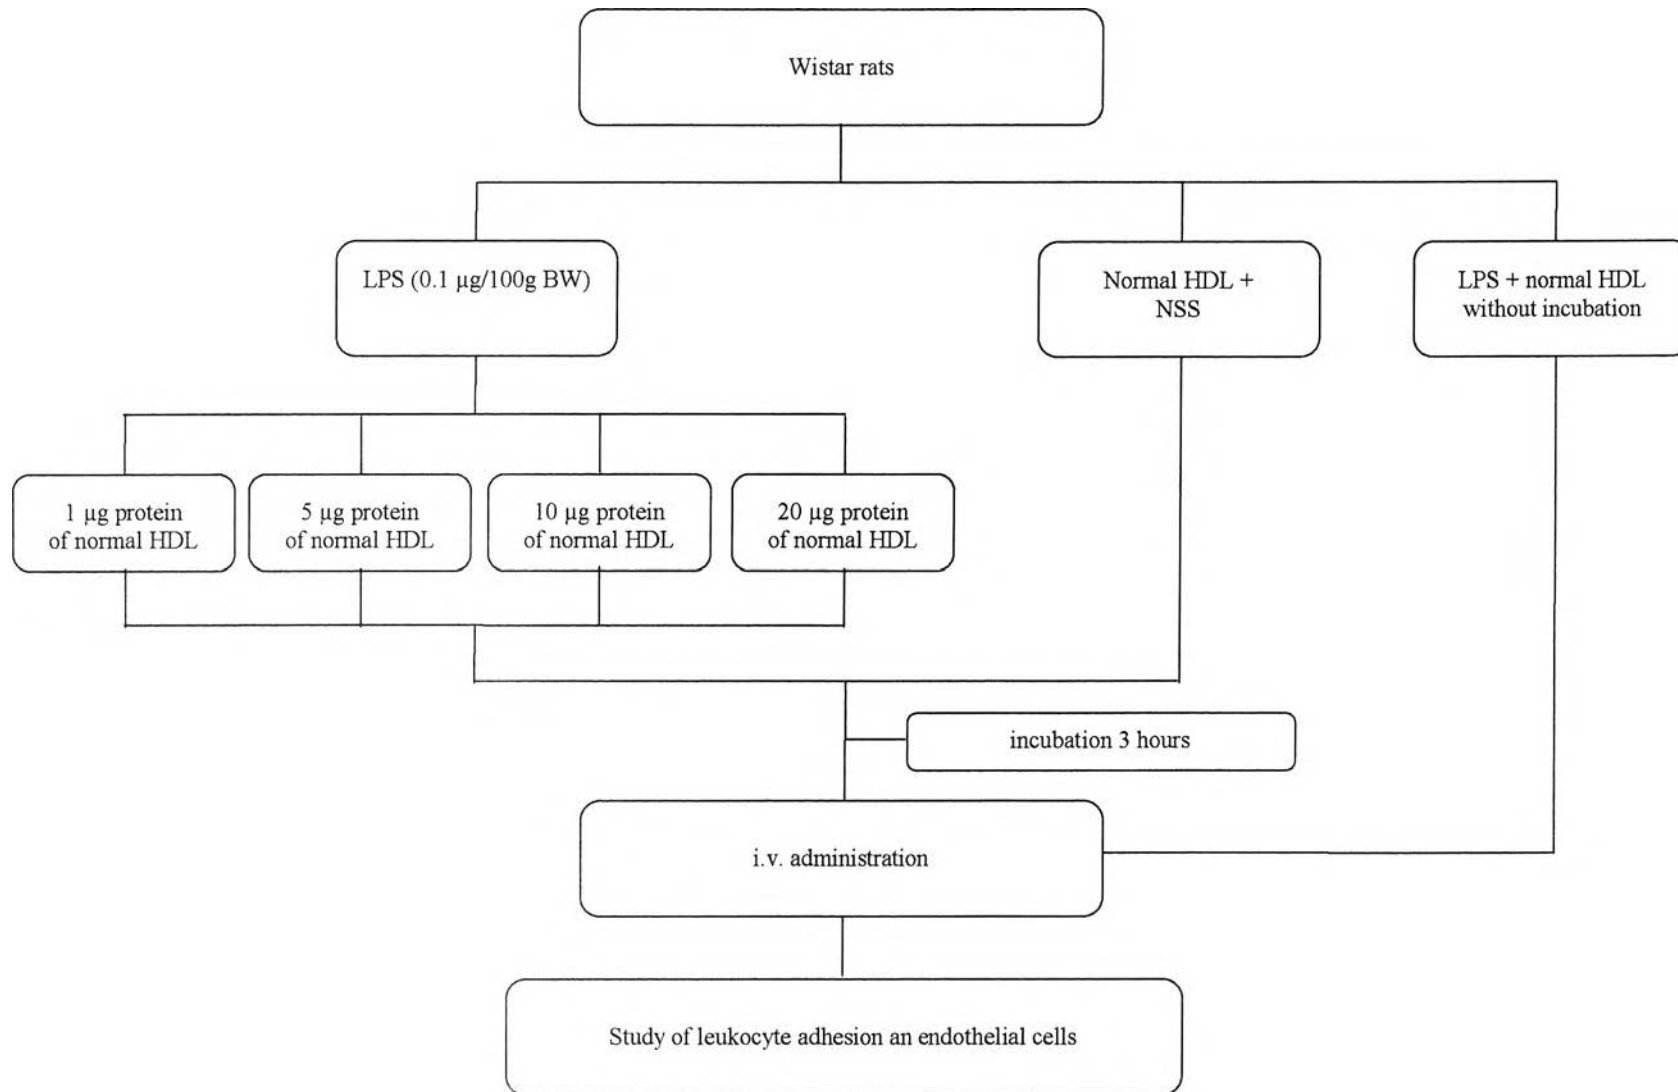 Wistar rats
LPS (0.1 µg/100g BW)
Normal HDL +
NSS
LPS + normal HDL
without incubation
1 µg protein
of normal HDL
5 µg protein
of normal HDL
10 µg protein
of normal HDL
20 µg protein
of normal HDL
incubation 3 hours
i.v. administration
Study of leukocyte adhesion an endothelial cells